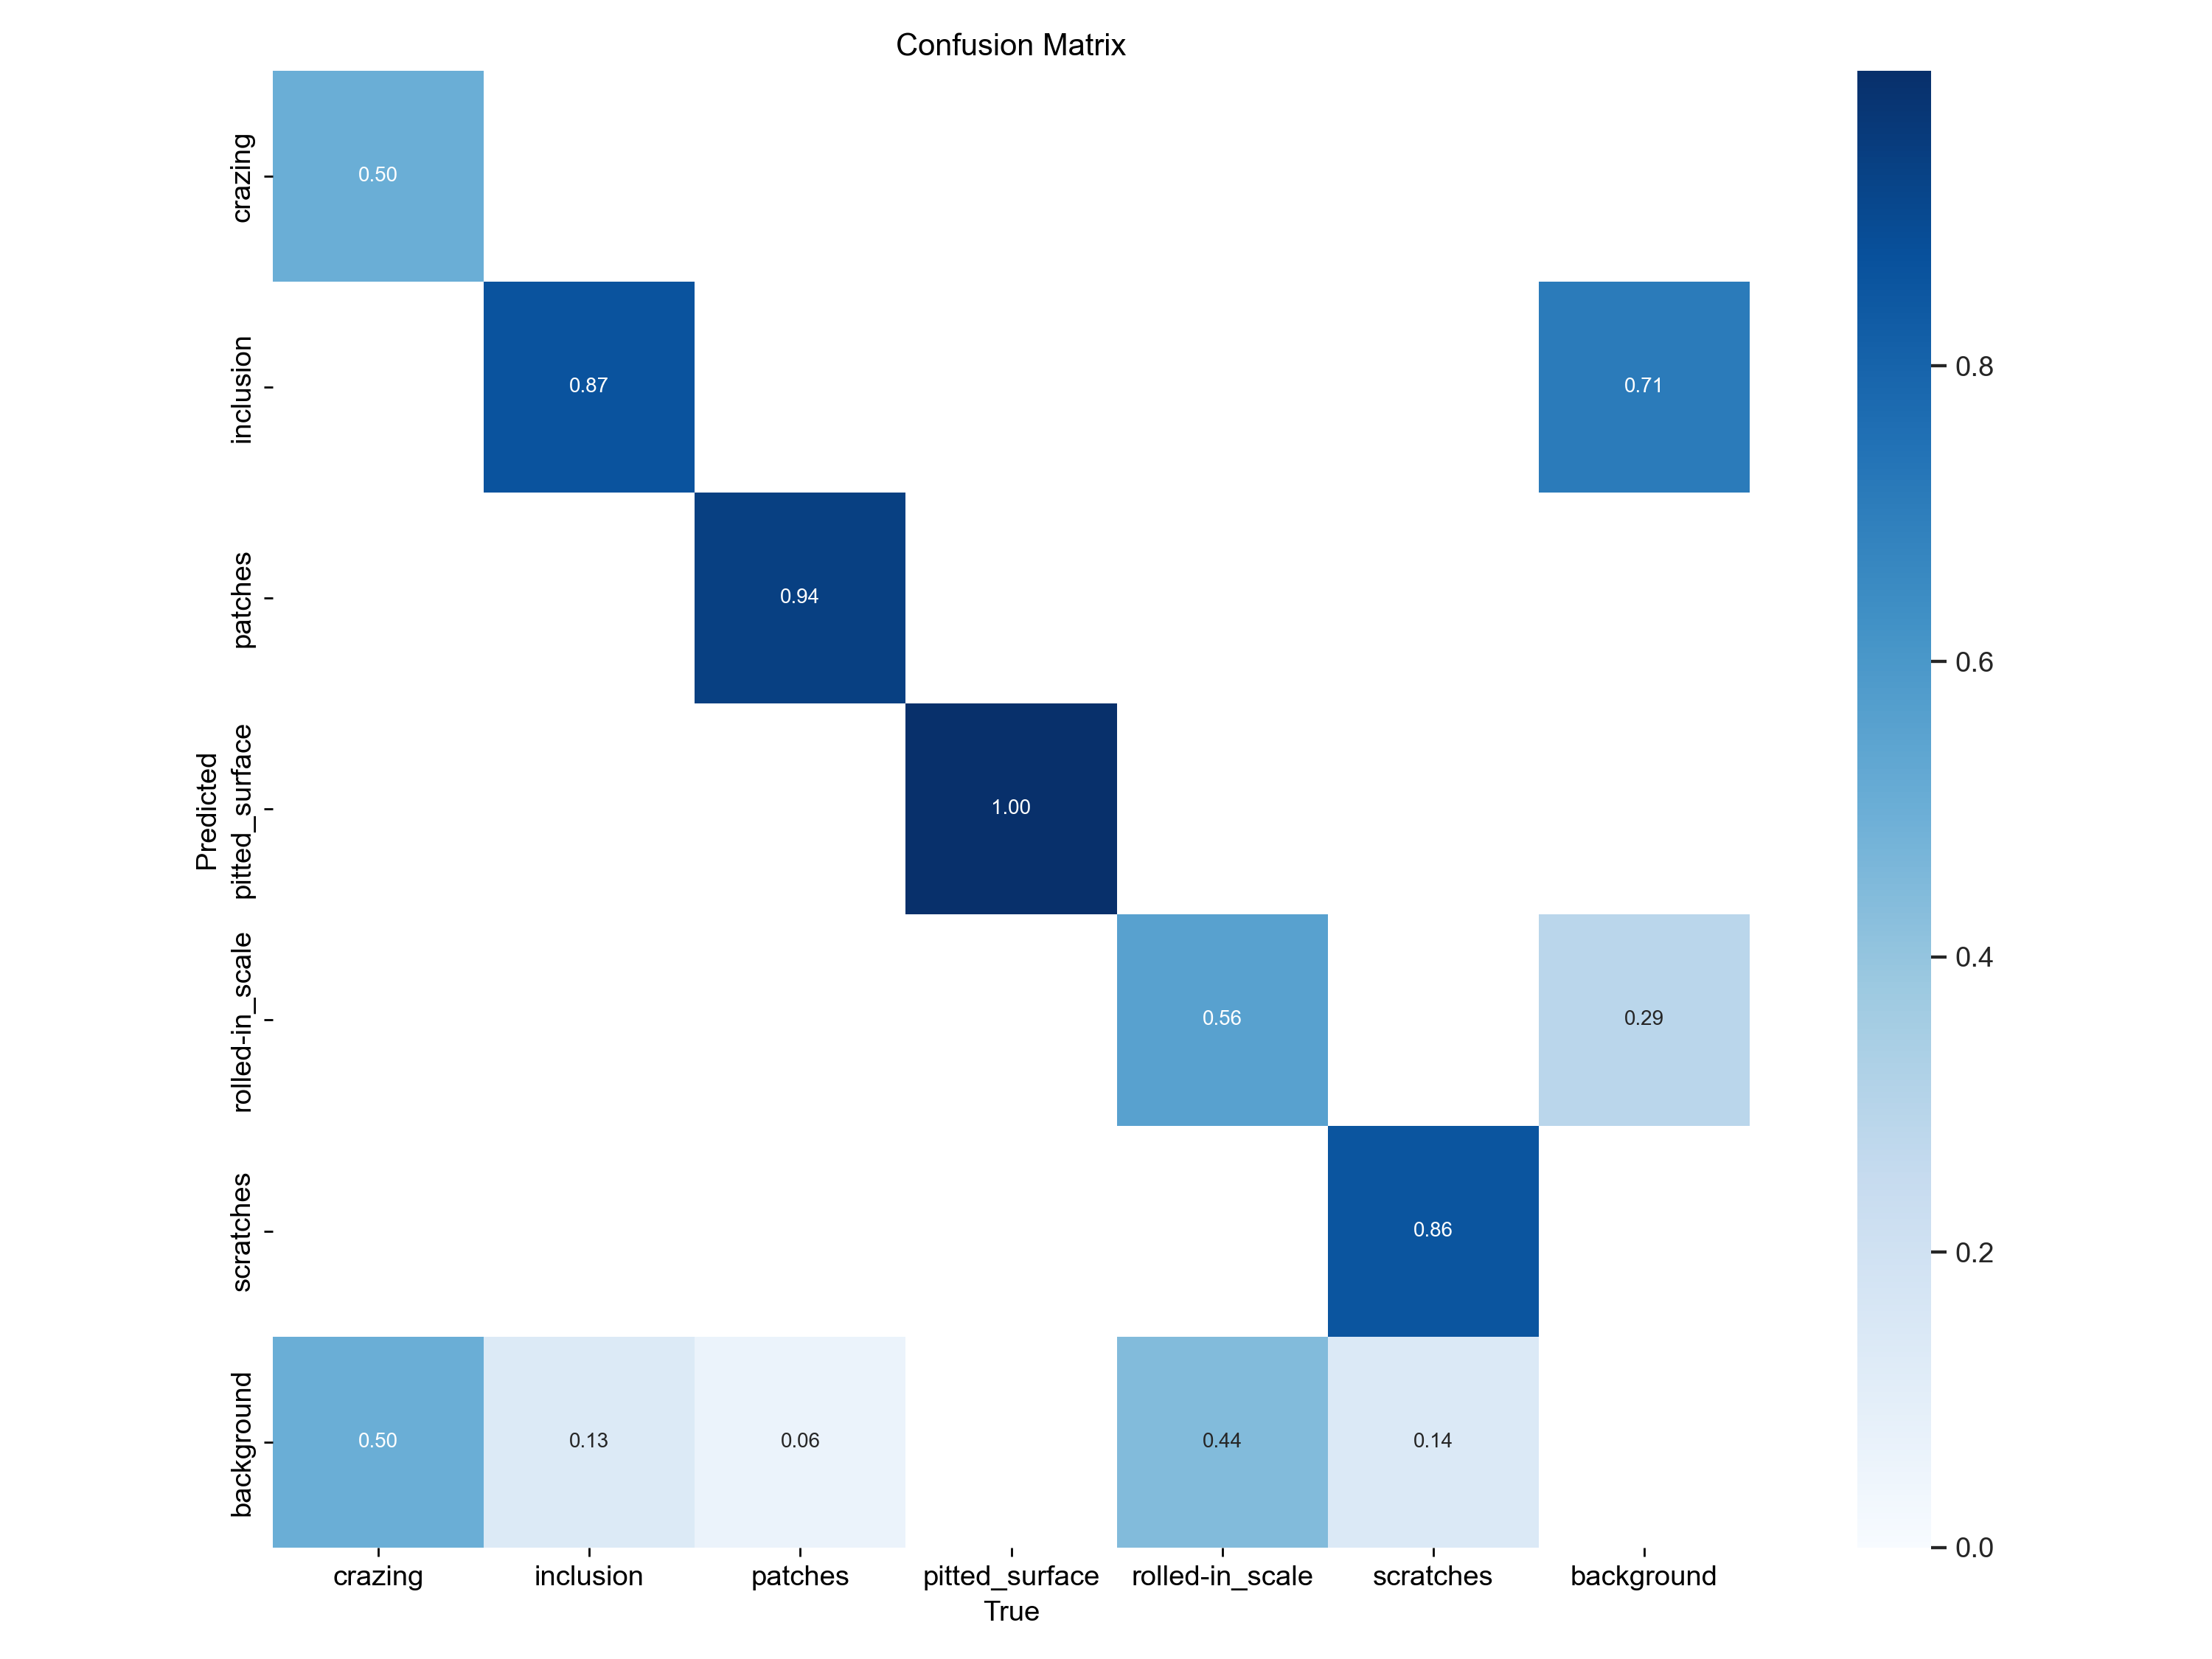 Confusion Matrix
crazing
0.50
inclusion
0.87
0.71
0.8
patches
0.94
0.6
Predicted
pitted_surface
1.00
rolled-in_scale
0.56
0.29
0.4
scratches
0.86
0.2
background
0.50
0.13
0.06
0.44
0.14
0.0
crazing
inclusion
patches
pitted_surface
rolled-in_scale
scratches
background
True